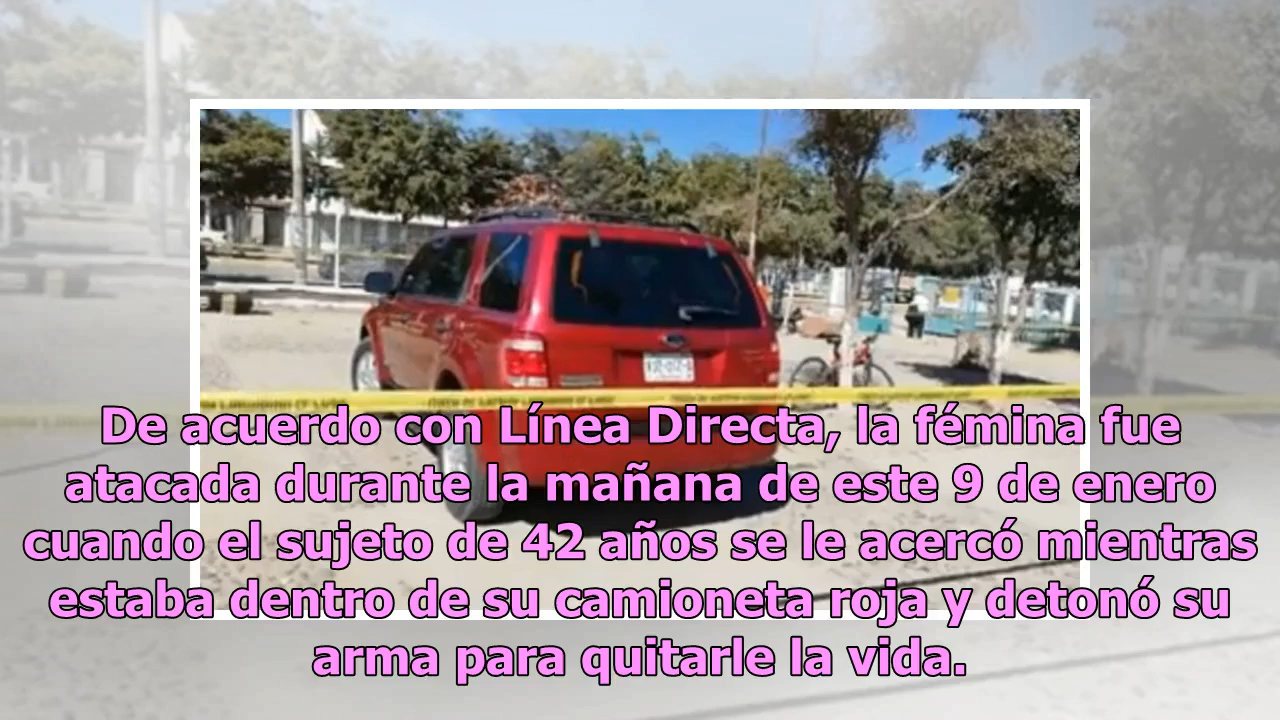 De acuerdo con Línea Directa, la fémina fue
atacada durante la mañana de este 9 de enero
cuando el sujeto de 42 años se le acercó mientras
estaba dentro de su camioneta roja y detonó su
arma para quitarle la vida.